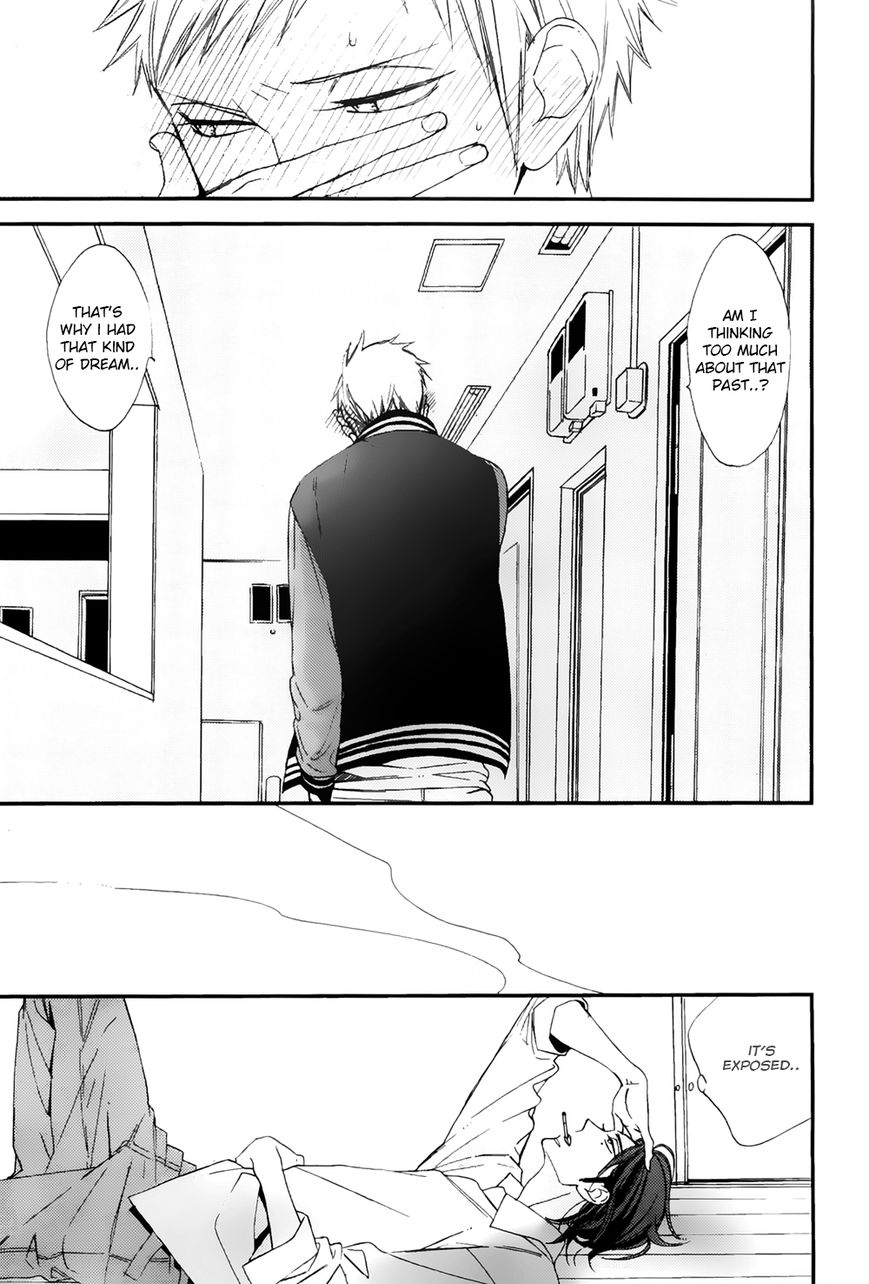 AM I
THINKING
TOO MUCH
ABOUT THAT
PAST..?
THAT'S
WHY I HAD
THAT KIND
OF DREAM..
IT'S
EXPOSED..